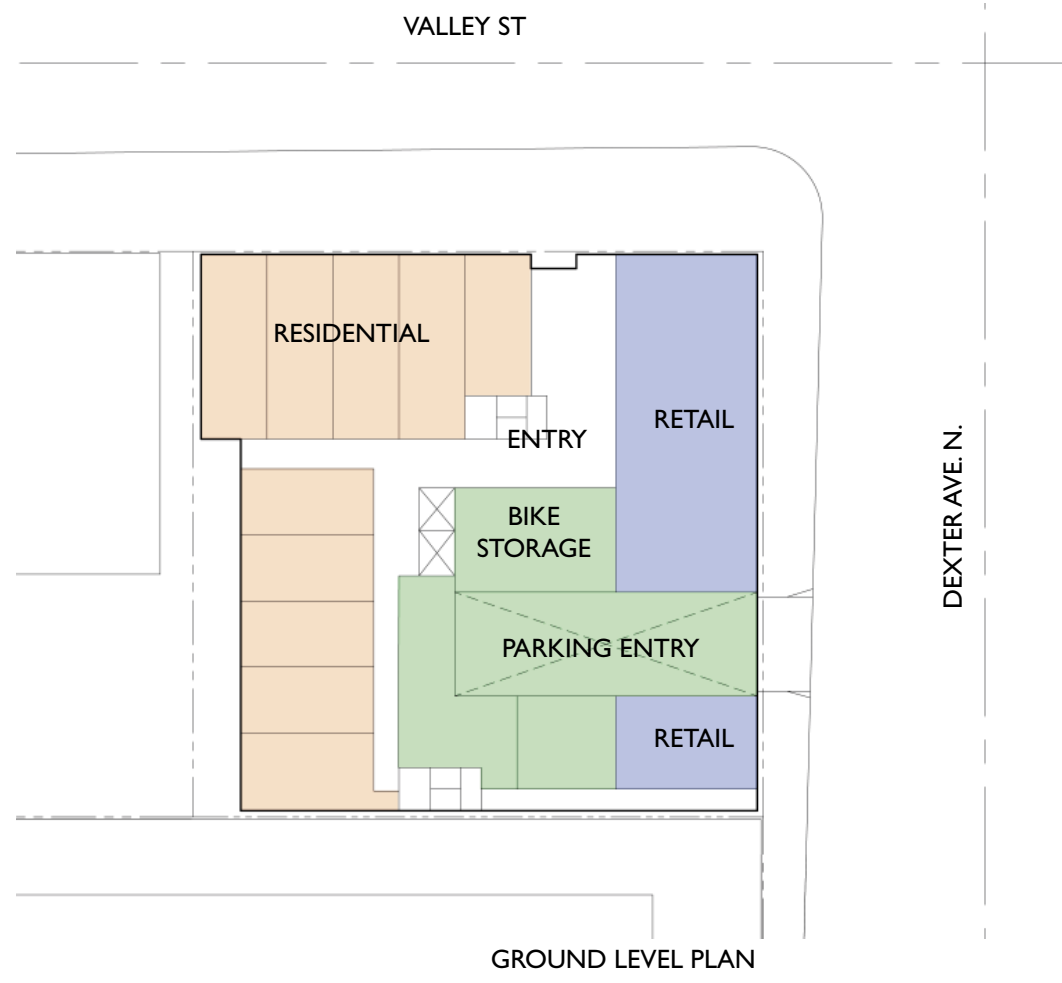 VALLEY ST
RESIDENTIAL
RETAIL
ENTRY
DEXTER AVE. N.
BIKE
STORAGE
PARKING ENTRY
RETAIL
GROUND LEVEL PLAN